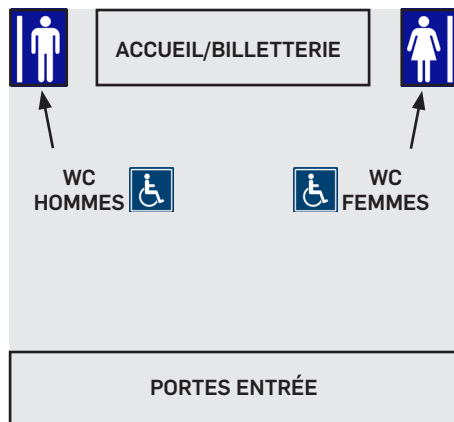 ACCUEIL/BILLETTERIE
WC
HOMMES
WC
FEMMES
PORTES ENTRÉE